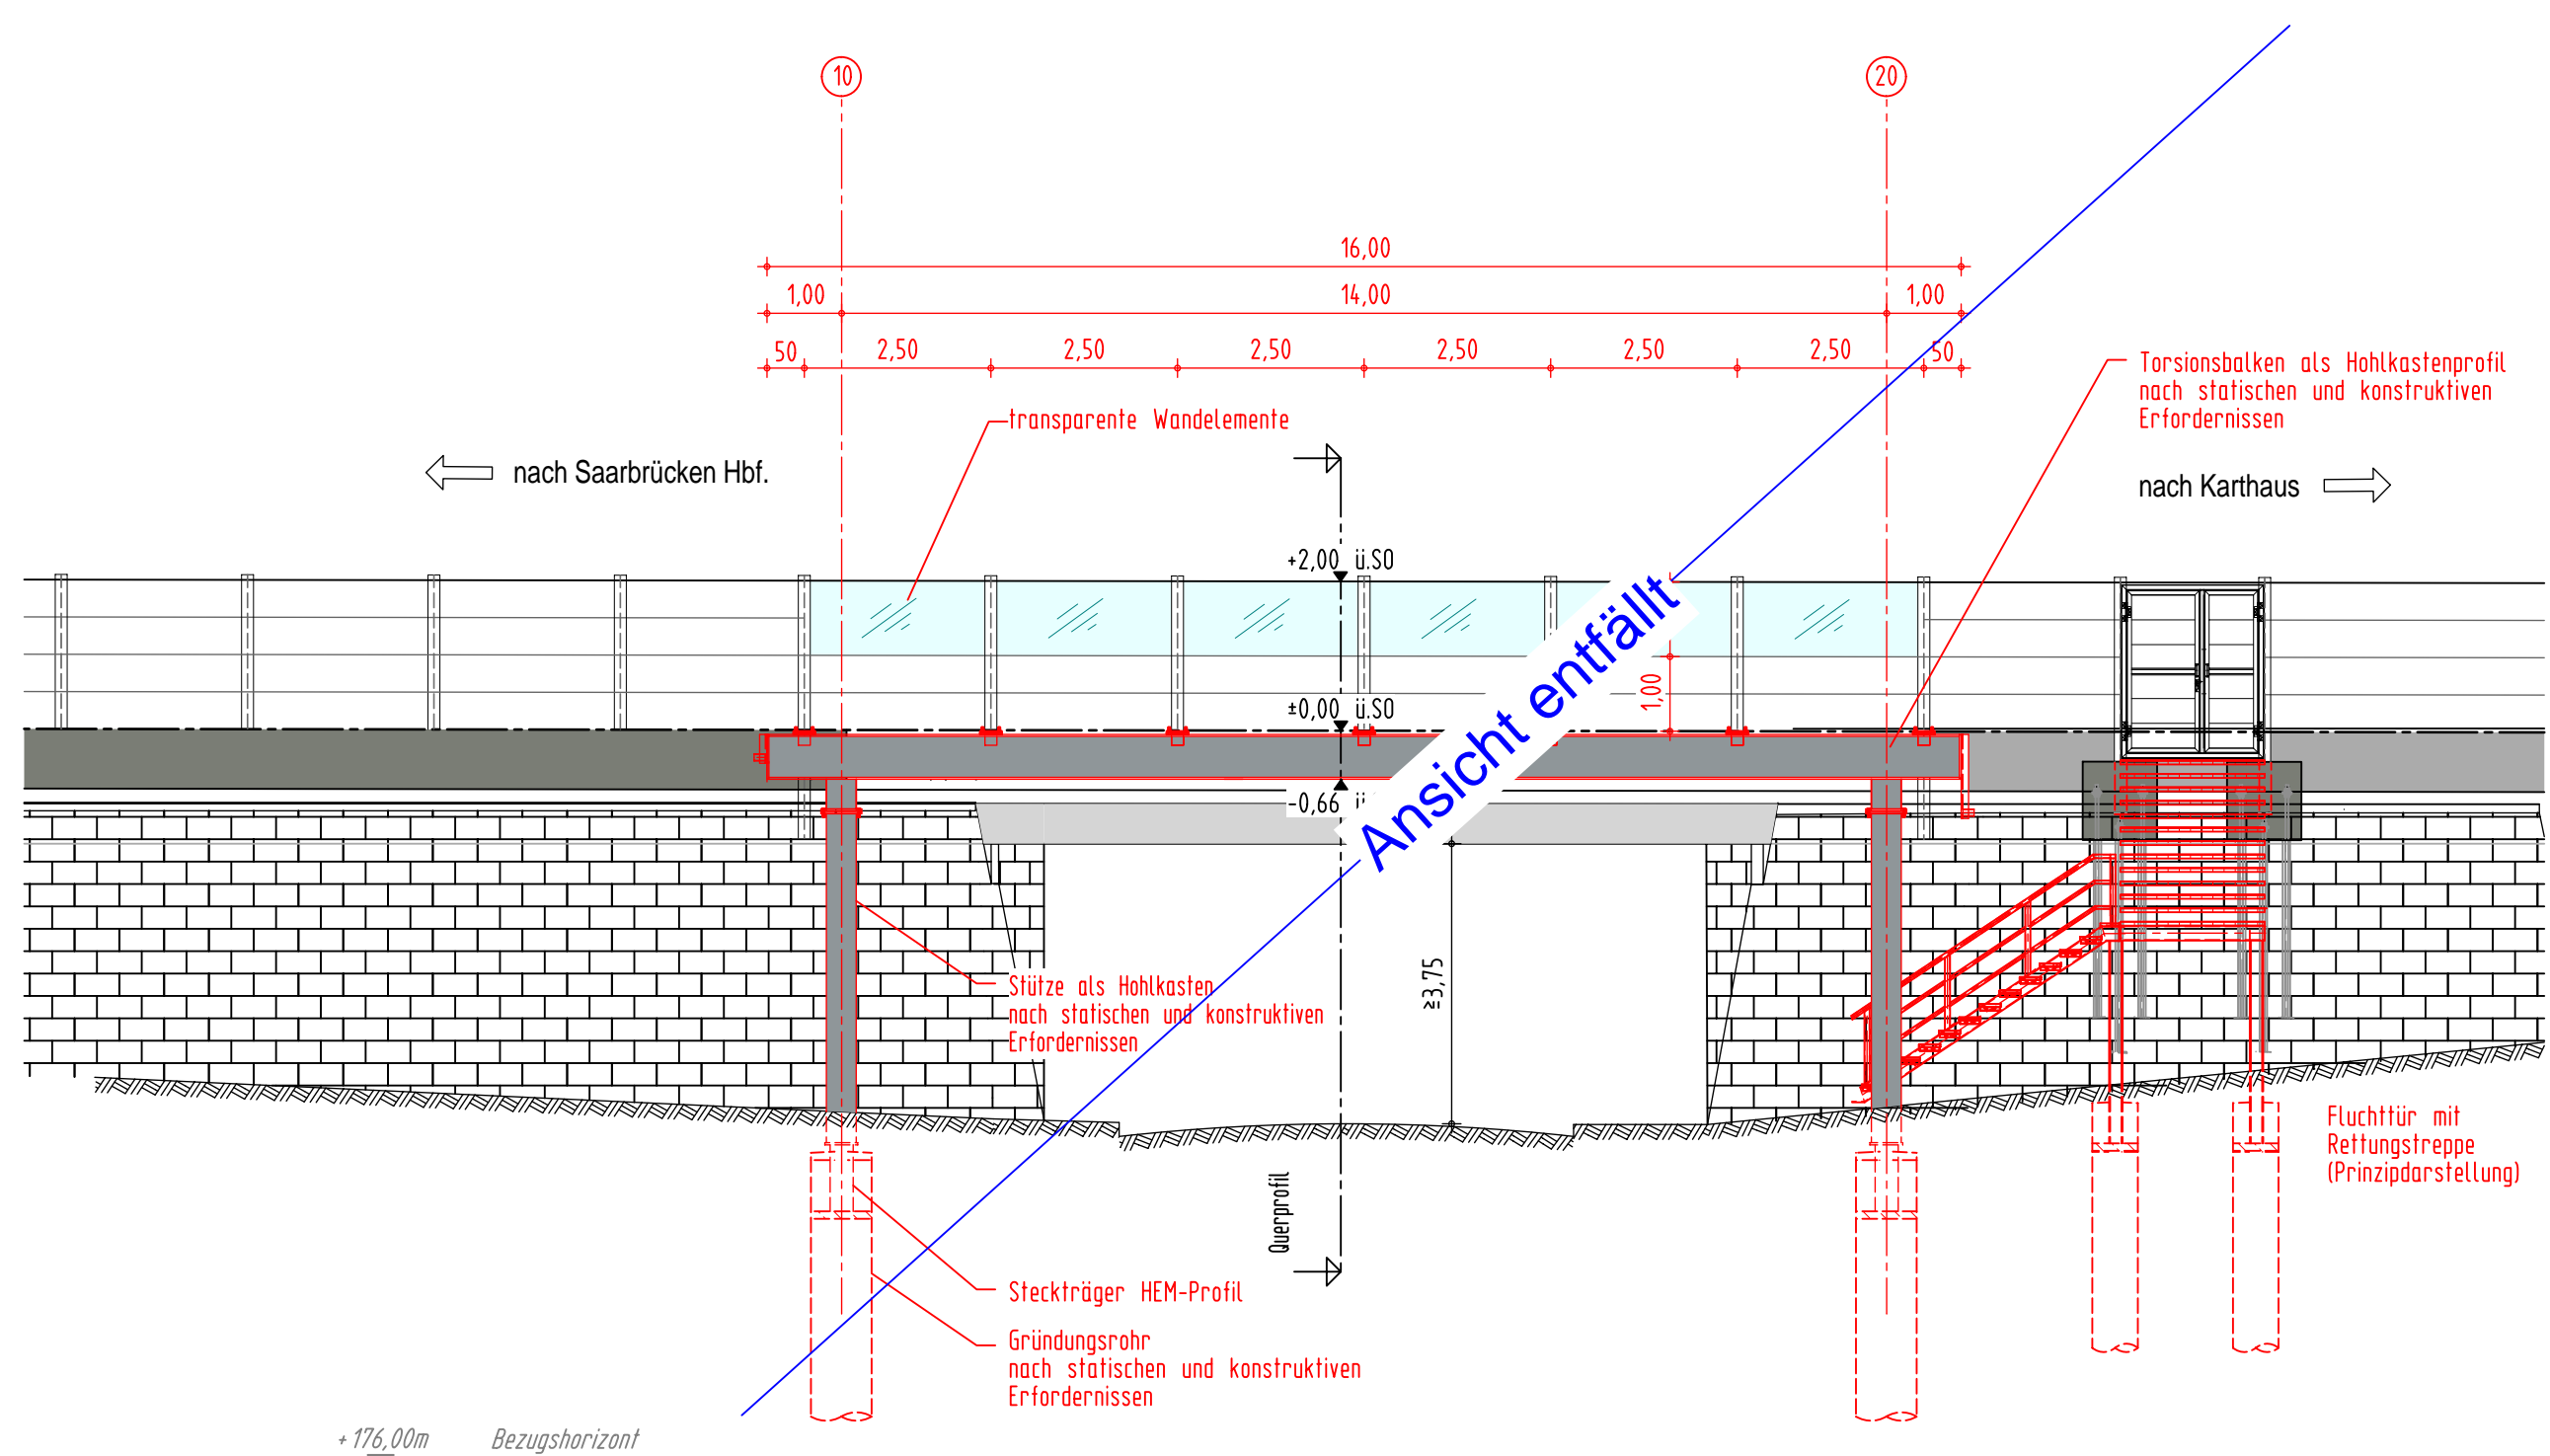 10
20
16,00
1,00
14,00
1,00
50
2,50
2,50
2,50
2,50
2,50
2,50
50
transparente Wandelemente
Torsionsbalken als Hohlkastenprofil
nach statischen und konstruktiven
Erfordernissen
nach Saarbrücken Hbf.
nach Karthaus
+2,00 ü.SO
±0,00 ü.SO
1,00
-0,66
Ansicht entfällt
≥3,75
Stütze als Hohlkasten
nach statischen und konstruktiven
Erfordernissen
Querprofil
Fluchttür mit
Rettungstreppe
(Prinzipdarstellung)
Steckträger HEM-Profil
Gründungsrohr
nach statischen und konstruktiven
Erfordernissen
+176,00m Bezugshorizont